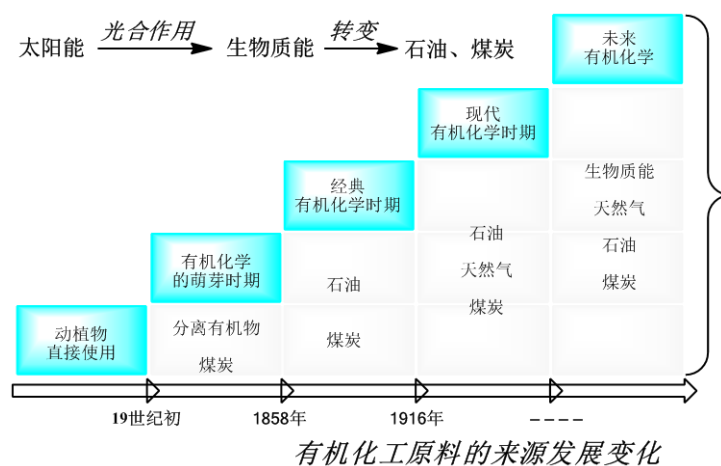 太阳能
光合作用
生物质能
转变
石油、煤炭
未来
有机化学
现代
有机化学时期
生物质能
天然气
石油
煤炭
经典
有机化学时期
石油
天然气
煤炭
有机化学
的萌芽时期
石油
煤炭
动植物
直接使用
分离有机物
煤炭
19世纪初
1858年
1916年
----
有机化工原料的来源发展变化